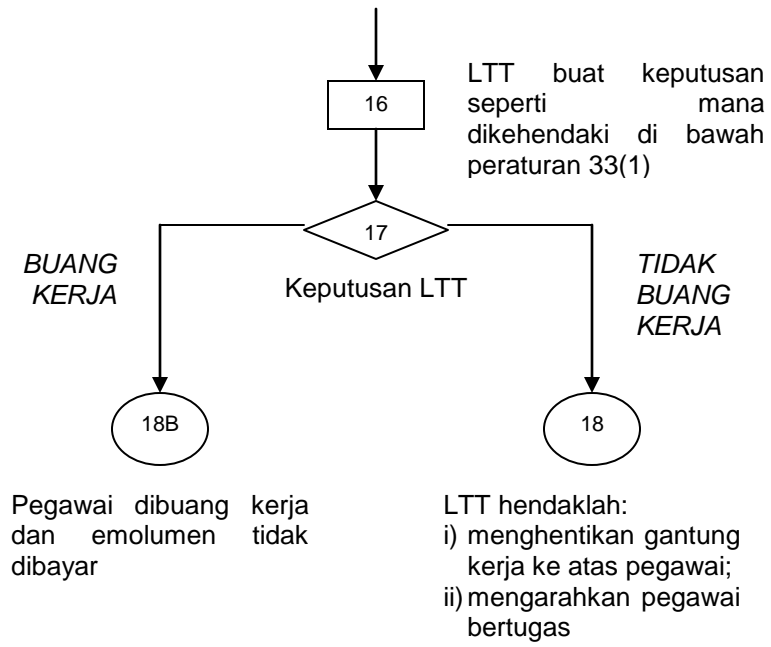 16
LTT buat keputusan
seperti mana
dikehendaki di bawah
peraturan 33(1)
17
Keputusan LTT
BUANG
KERJA
TIDAK
BUANG
KERJA
18B
18
Pegawai dibuang kerja
dan emolumen tidak
dibayar
LTT hendaklah:
i) menghentikan gantung
kerja ke atas pegawai;
ii) mengarahkan pegawai
bertugas